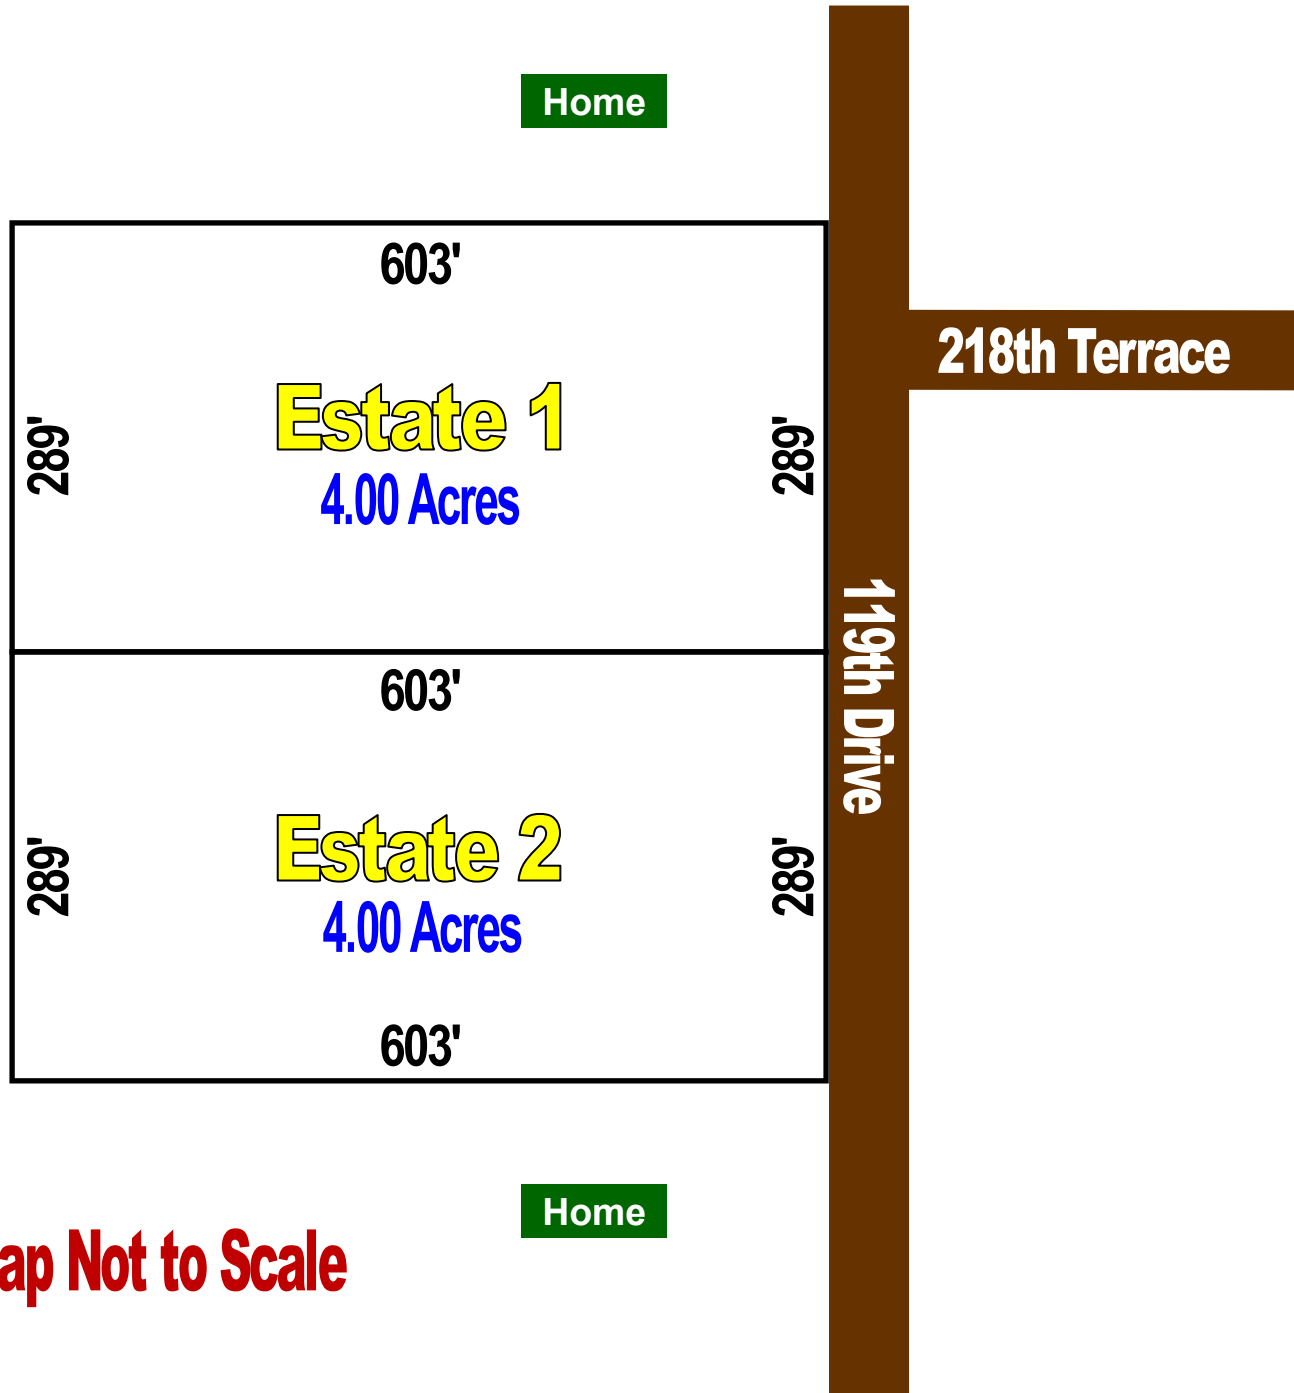 Home
603'
218th Terrace
Estate 1
289'
289'
4.00 Acres
119th Drive
603'
Estate 2
289'
289'
4.00 Acres
603'
Home
ap Not to Scale